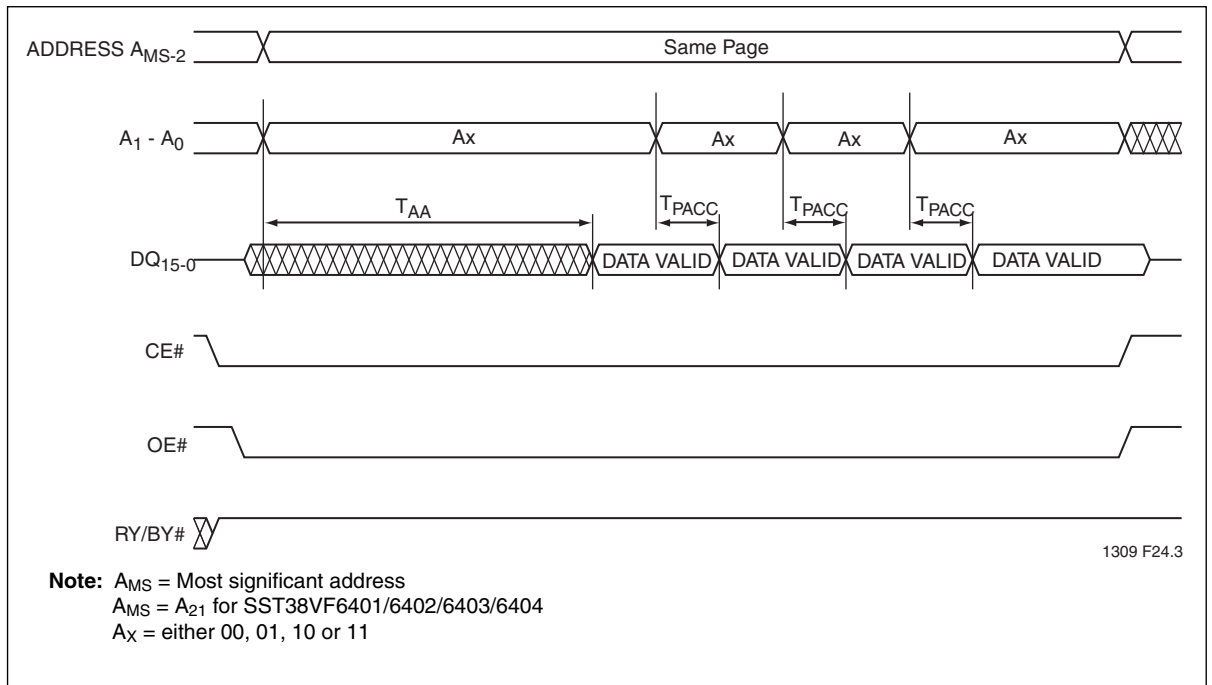 ADDRESS AMS-2 Same Page
A1 - A0 Ax Ax Ax Ax
TAA TPACC TPACC TPACC
DQ15-0 DATA VALID DATA VALID DATA VALID DATA VALID
CE#
OE#
RY/BY#
1309 F24.3
Note: AMS = Most significant address
AMS = A21 for SST38VF6401/6402/6403/6404
AX = either 00, 01, 10 or 11